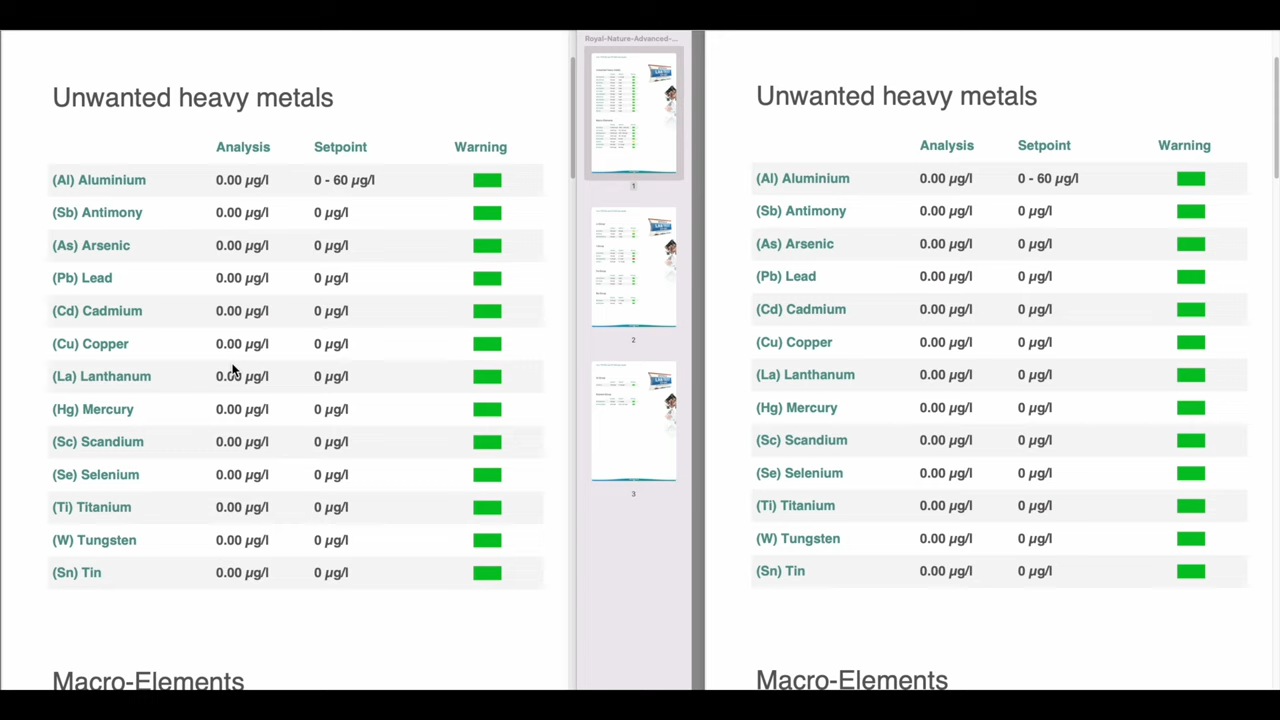 Unwanted heavy metals
Analysis Setpoint Warning
(Al) Aluminium 0.00 µg/l 0 - 60 µg/l
(Sb) Antimony 0.00 µg/l 0 µg/l
(As) Arsenic 0.00 µg/l 0 µg/l
(Pb) Lead 0.00 µg/l 0 µg/l
(Cd) Cadmium 0.00 µg/l 0 µg/l
(Cu) Copper 0.00 µg/l 0 µg/l
(La) Lanthanum 0.00 µg/l 0 µg/l
(Hg) Mercury 0.00 µg/l 0 µg/l
(Sc) Scandium 0.00 µg/l 0 µg/l
(Se) Selenium 0.00 µg/l 0 µg/l
(Ti) Titanium 0.00 µg/l 0 µg/l
(W) Tungsten 0.00 µg/l 0 µg/l
(Sn) Tin 0.00 µg/l 0 µg/l
Macro-Elements
Royal-Nature-Advanced-...
1
2
3
Unwanted heavy metals
Analysis Setpoint Warning
(Al) Aluminium 0.00 µg/l 0 - 60 µg/l
(Sb) Antimony 0.00 µg/l 0 µg/l
(As) Arsenic 0.00 µg/l 0 µg/l
(Pb) Lead 0.00 µg/l 0 µg/l
(Cd) Cadmium 0.00 µg/l 0 µg/l
(Cu) Copper 0.00 µg/l 0 µg/l
(La) Lanthanum 0.00 µg/l 0 µg/l
(Hg) Mercury 0.00 µg/l 0 µg/l
(Sc) Scandium 0.00 µg/l 0 µg/l
(Se) Selenium 0.00 µg/l 0 µg/l
(Ti) Titanium 0.00 µg/l 0 µg/l
(W) Tungsten 0.00 µg/l 0 µg/l
(Sn) Tin 0.00 µg/l 0 µg/l
Macro-Elements